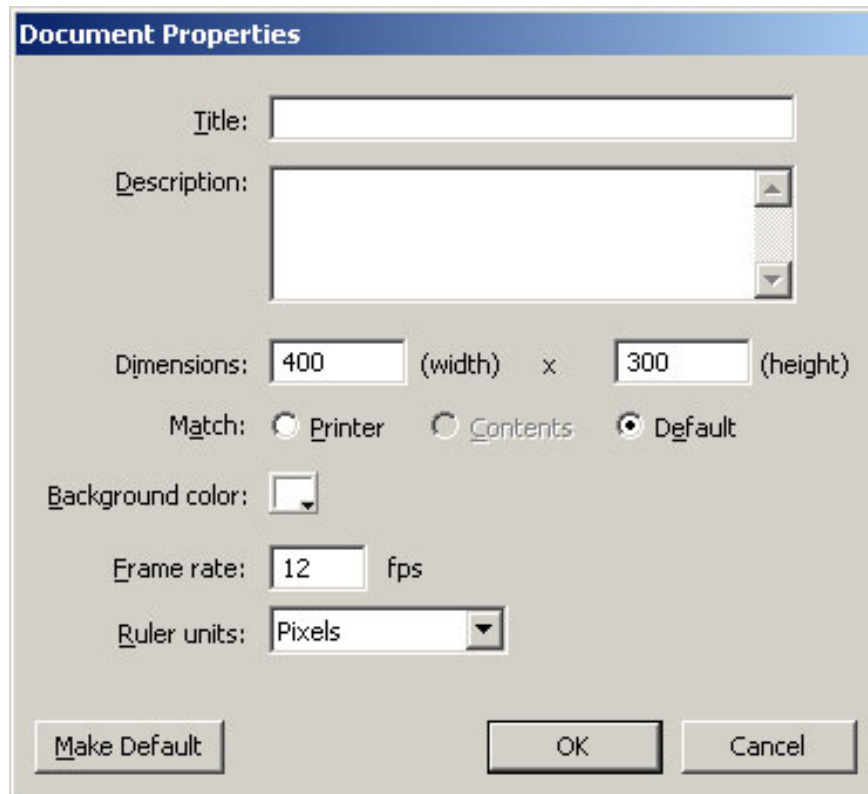 Document Properties
Title:
Description:
Dimensions: 400 (width) x 300 (height)
Match: Printer Contents Default
Background color:
Frame rate: 12 fps
Ruler units: Pixels
Make Default OK Cancel